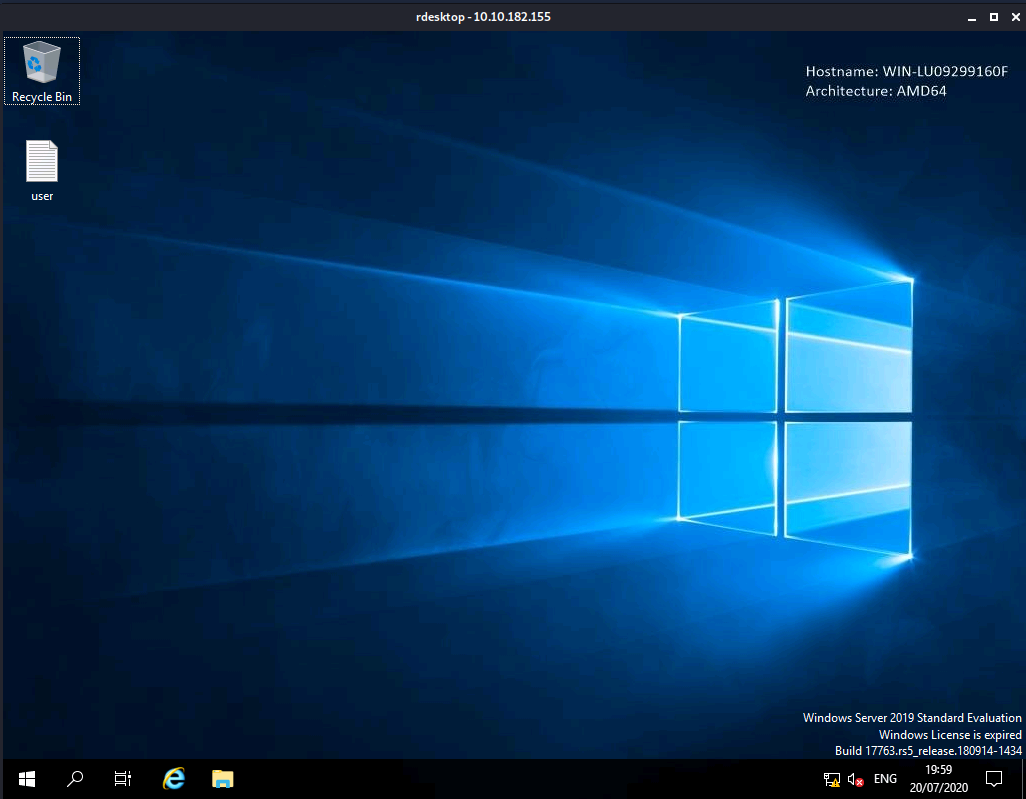 rdesktop - 10.10.182.155
Recycle Bin
Hostname: WIN-LU09299160F
Architecture: AMD64
user
Windows Server 2019 Standard Evaluation
Windows License is expired
Build 17763.rs5_release.180914-1434
ENG
19:59
20/07/2020